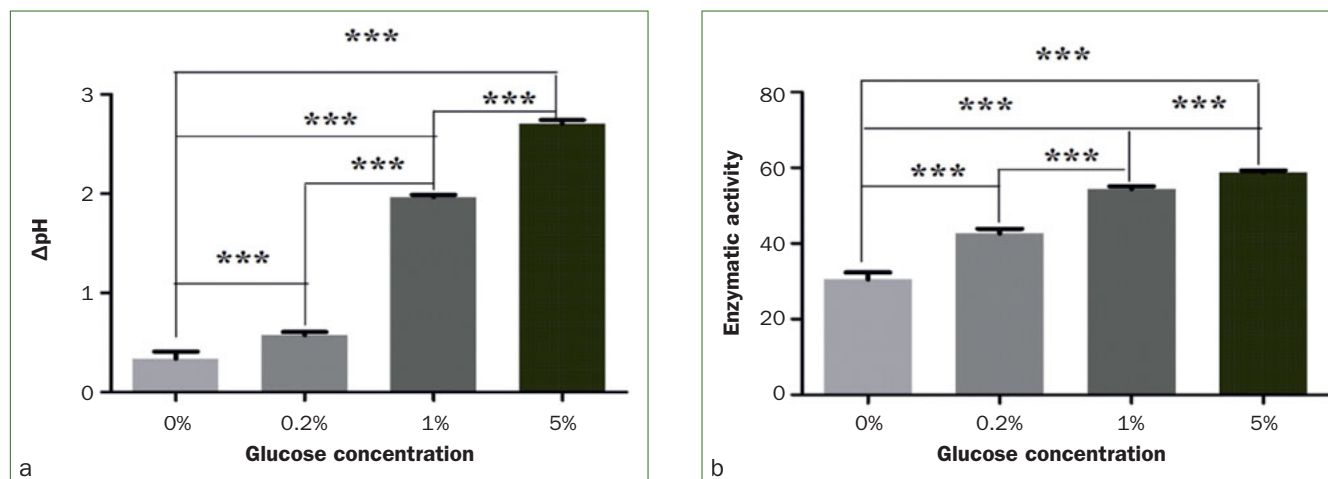 ***
***
***
***
***
3
2
1
0
ΔpH
0% 0.2% 1% 5%
Glucose concentration
a
***
*** ***
***
***
80
60
40
20
0
Enzymatic activity
0% 0.2% 1% 5%
Glucose concentration
b